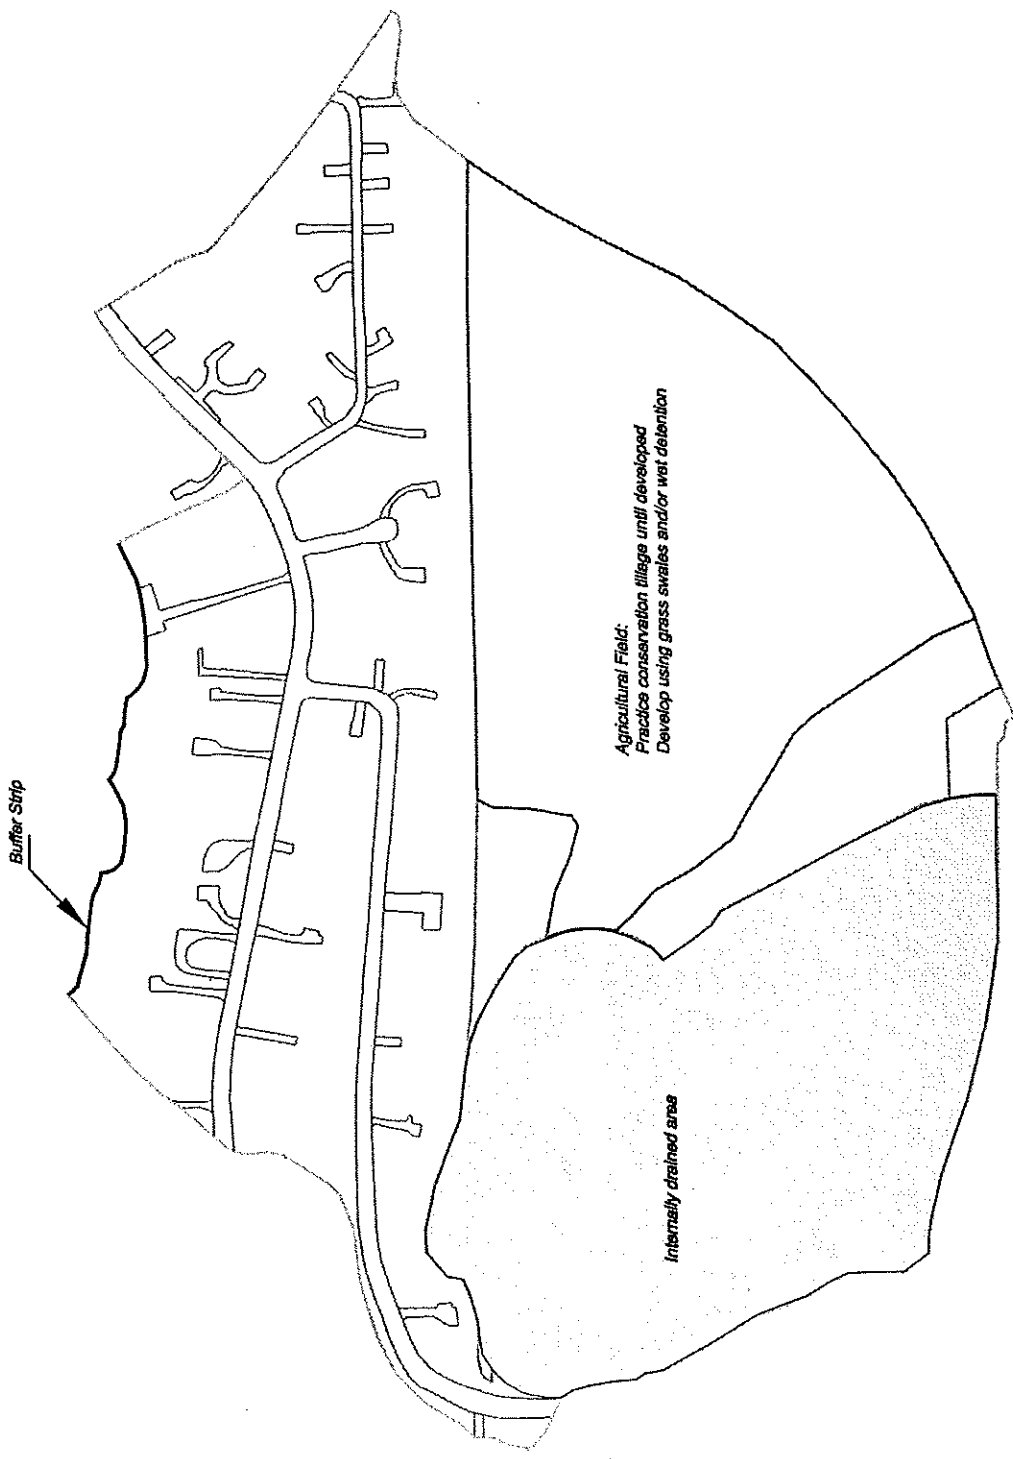 Buffer Strip
Agricultural Field:
Practice conservation tillage until developed
Develop using grass swales and/or wet detention
Internally drained area